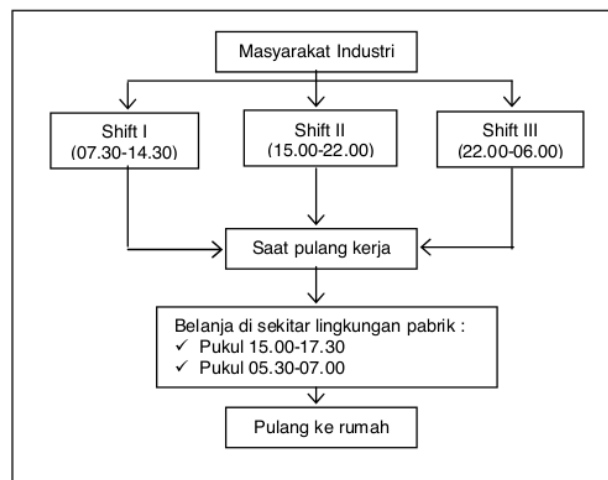 Masyarakat Industri
Shift I
(07.30-14.30)
Shift II
(15.00-22.00)
Shift III
(22.00-06.00)
Saat pulang kerja
Belanja di sekitar lingkungan pabrik :
✓ Pukul 15.00-17.30
✓ Pukul 05.30-07.00
Pulang ke rumah